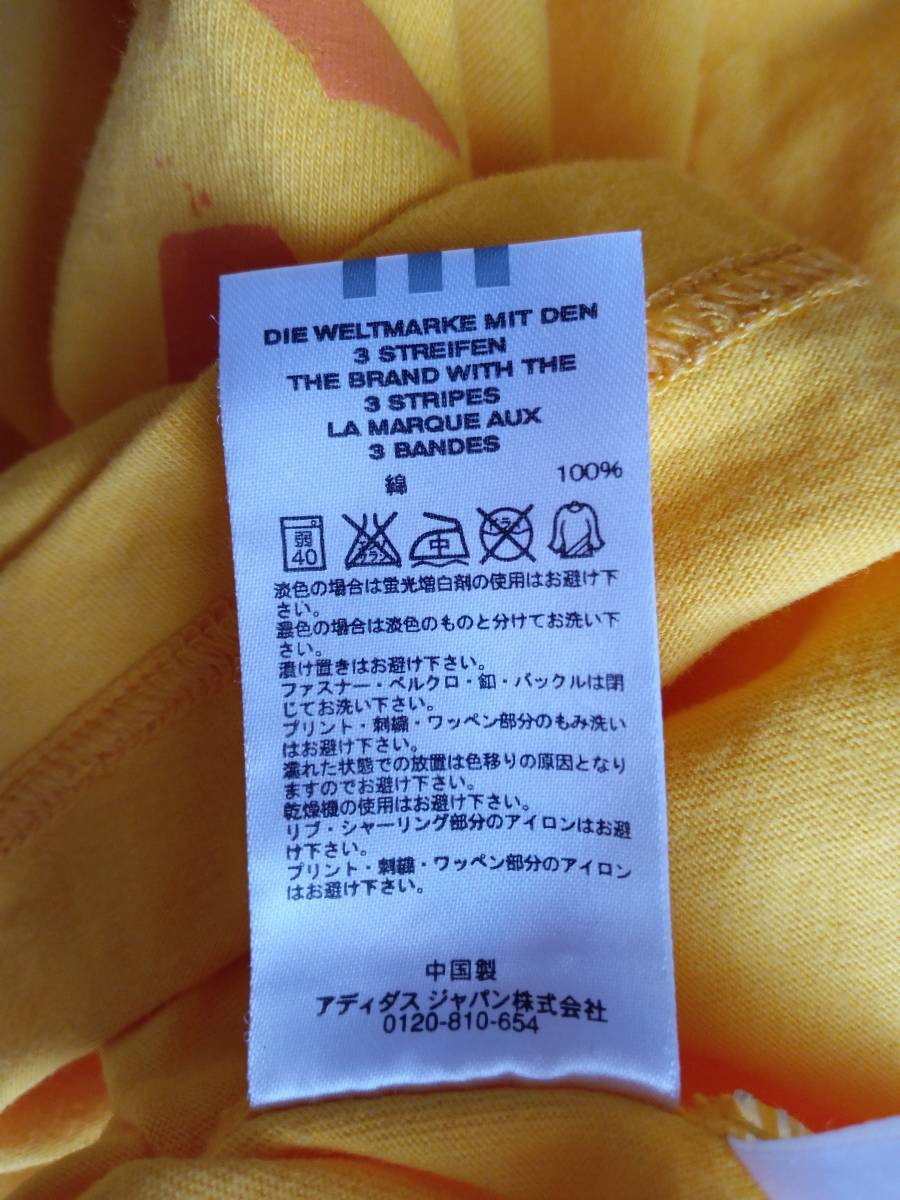 DIE WELTMARKE MIT DEN
3 STREIFEN
THE BRAND WITH THE
3 STRIPES
LA MARQUE AUX
3 BANDES
綿 100%
弱 中
40
淡色の場合は蛍光増白剤の使用はお避け下
さい。
濃色の場合は淡色のものと分けてお洗い下
さい。
漬け置きはお避け下さい。
ファスナー・ベルクロ・釦・バックルは閉
じてお洗い下さい。
プリント・刺繍・ワッペン部分のもみ洗い
はお避け下さい。
濡れた状態での放置は色移りの原因となり
ますのでお避け下さい。
乾燥機の使用はお避け下さい。
リブ・シャーリング部分のアイロンはお避
け下さい。
プリント・刺繍・ワッペン部分のアイロン
はお避け下さい。
中国製
アディダス ジャパン株式会社
0120-810-654